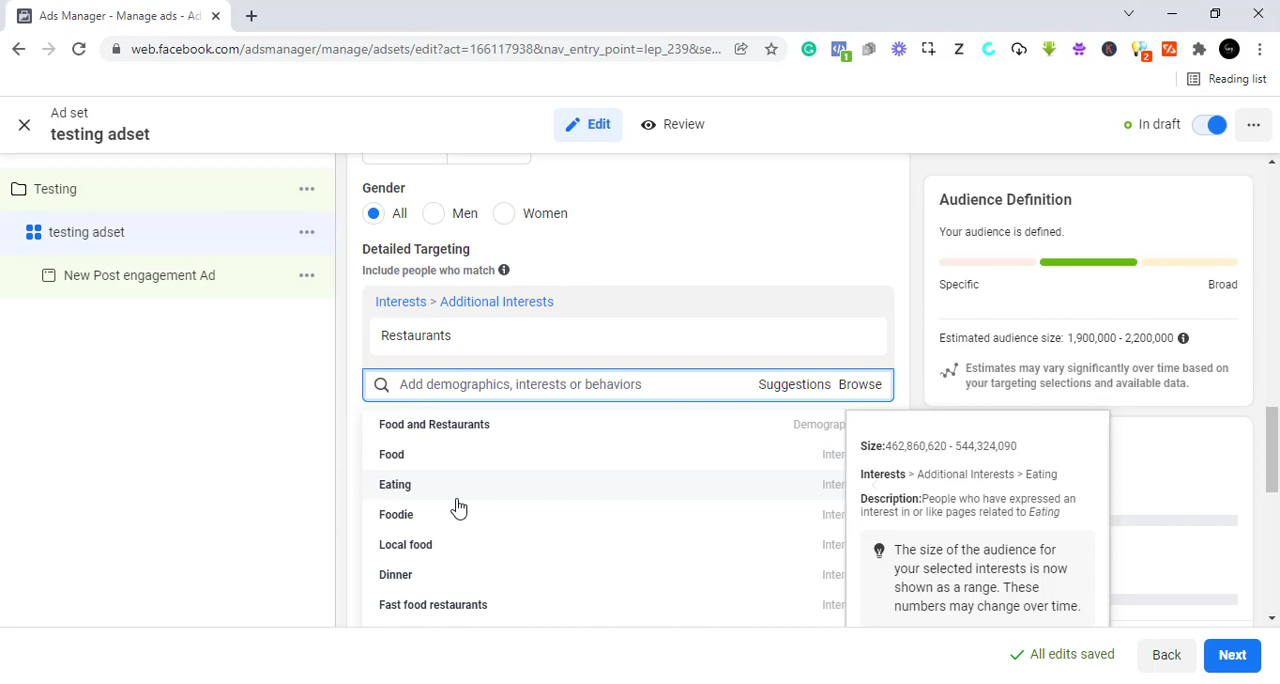 Ads Manager - Manage ads - Ad
web.facebook.com/adsmanager/manage/adsets/edit?act=166117938&nav_entry_point=lep_239&se...
1
Z
K
2
Reading list
Ad set
testing adset
Edit
Review
In draft
Testing
testing adset
New Post engagement Ad
Gender
All
Men
Women
Detailed Targeting
Include people who match
Interests > Additional Interests
Restaurants
Add demographics, interests or behaviors
Suggestions
Browse
Food and Restaurants
Demograp
Food
Inter
Eating
Inter
Foodie
Inter
Local food
Inter
Dinner
Inter
Fast food restaurants
Inter
Size:462,860,620 - 544,324,090
Interests > Additional Interests > Eating
Description:People who have expressed an
interest in or like pages related to Eating
The size of the audience for
your selected interests is now
shown as a range. These
numbers may change over time.
Audience Definition
Your audience is defined.
Specific
Broad
Estimated audience size: 1,900,000 - 2,200,000
Estimates may vary significantly over time based on
your targeting selections and available data.
All edits saved
Back
Next